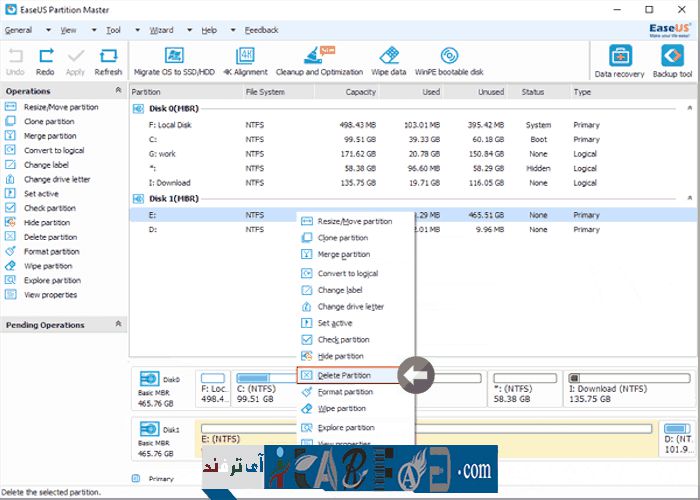 EaseUS Partition Master
General View Tool Wizard Help Feedback
EaseUS
Make your life easy!
Undo Redo Apply Refresh Migrate OS to SSD/HDD 4K Alignment Cleanup and Optimization Wipe data WinPE bootable disk Data recovery Backup tool
Operations
Resize/Move partition
Clone partition
Merge partition
Convert to logical
Change label
Change drive letter
Set active
Check partition
Hide partition
Delete partition
Format partition
Wipe partition
Explore partition
View properties
Pending Operations
Partition File System Capacity Used Unused Status Type
Disk 0(MBR)
F: Local Disk NTFS 498.43 MB 103.01 MB 395.42 MB System Primary
C: NTFS 99.51 GB 39.33 GB 60.18 GB Boot Primary
G: work NTFS 171.62 GB 20.78 GB 150.84 GB None Logical
*: NTFS 58.38 GB 96.60 MB 58.29 GB Hidden Logical
I: Download NTFS 135.75 GB 19.71 GB 116.05 GB None Logical
Disk 1(MBR)
E: NTFS .29 MB 465.51 GB None Primary
D: NTFS .01 MB 9.96 MB None Primary
Resize/Move partition
Clone partition
Merge partition
Convert to logical
Change label
Change drive letter
Set active
Check partition
Hide partition
Delete Partition
Format partition
Wipe partition
Explore partition
View properties
Disk0
Basic MBR
465.76 GB
F: Loc..
498.4...
C: (NTFS)
99.51 GB
*: (NTFS)
58.38 GB
I: Download (NTFS)
135.75 GB
Disk1
Basic MBR
465.76 GB
E: (NTFS)
D: (NT..
101.9...
Primary
آی ترفند
.com
Delete the selected partition.